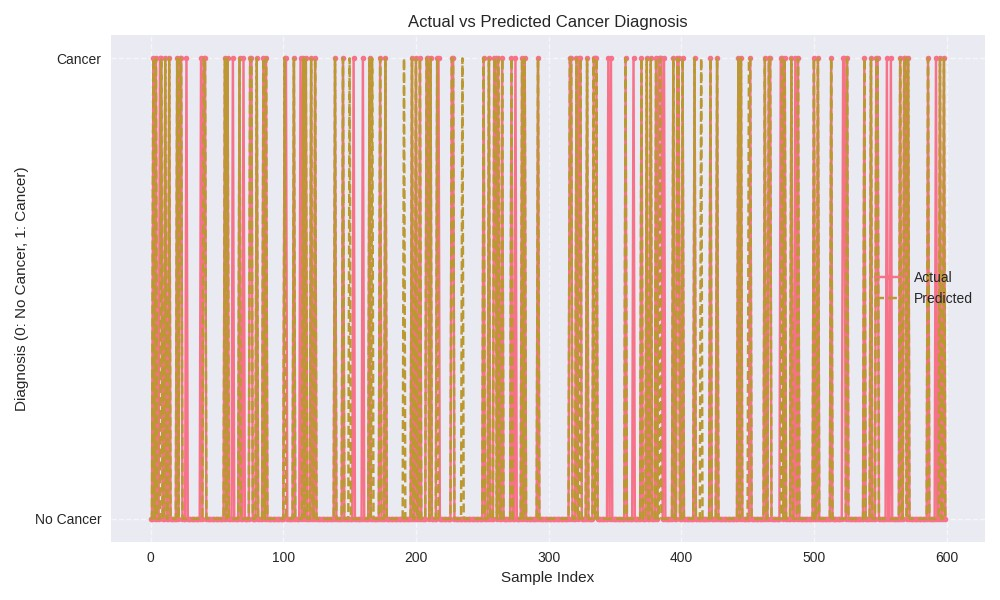 Actual vs Predicted Cancer Diagnosis
Cancer
Diagnosis (0: No Cancer, 1: Cancer)
Actual
Predicted
No Cancer
0 100 200 300 400 500 600
Sample Index